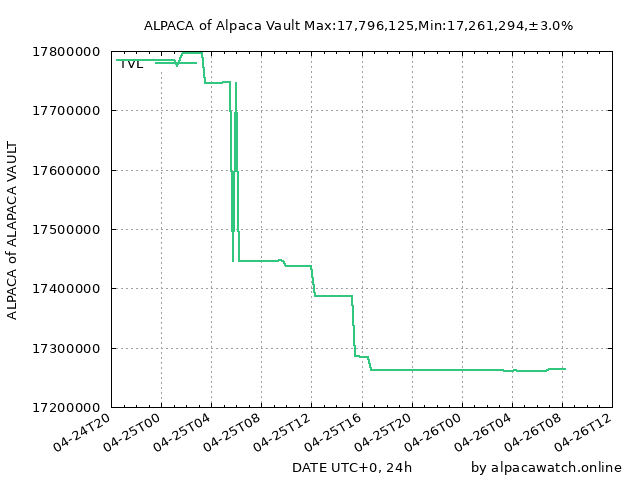 ALPACA of Alpaca Vault Max:17,796,125,Min:17,261,294,±3.0%
17800000
TVL
17700000
17600000
17500000
17400000
17300000
17200000
ALPACA of ALAPACA VAULT
04-24T20
04-25T00
04-25T04
04-25T08
04-25T12
04-25T16
04-25T20
04-26T00
04-26T04
04-26T08
04-26T12
DATE UTC+0, 24h
by alpacawatch.online